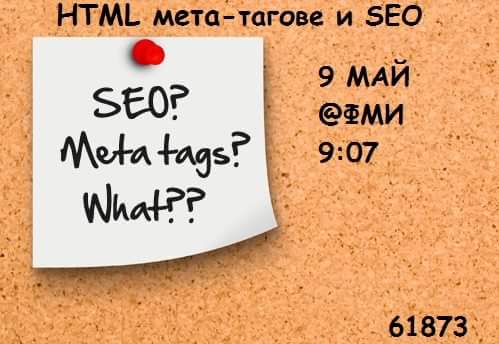 HTML мета-тагове и SEO
SEO?
Meta tags?
What??
9 МАЙ
@ФМИ
9:07
61873